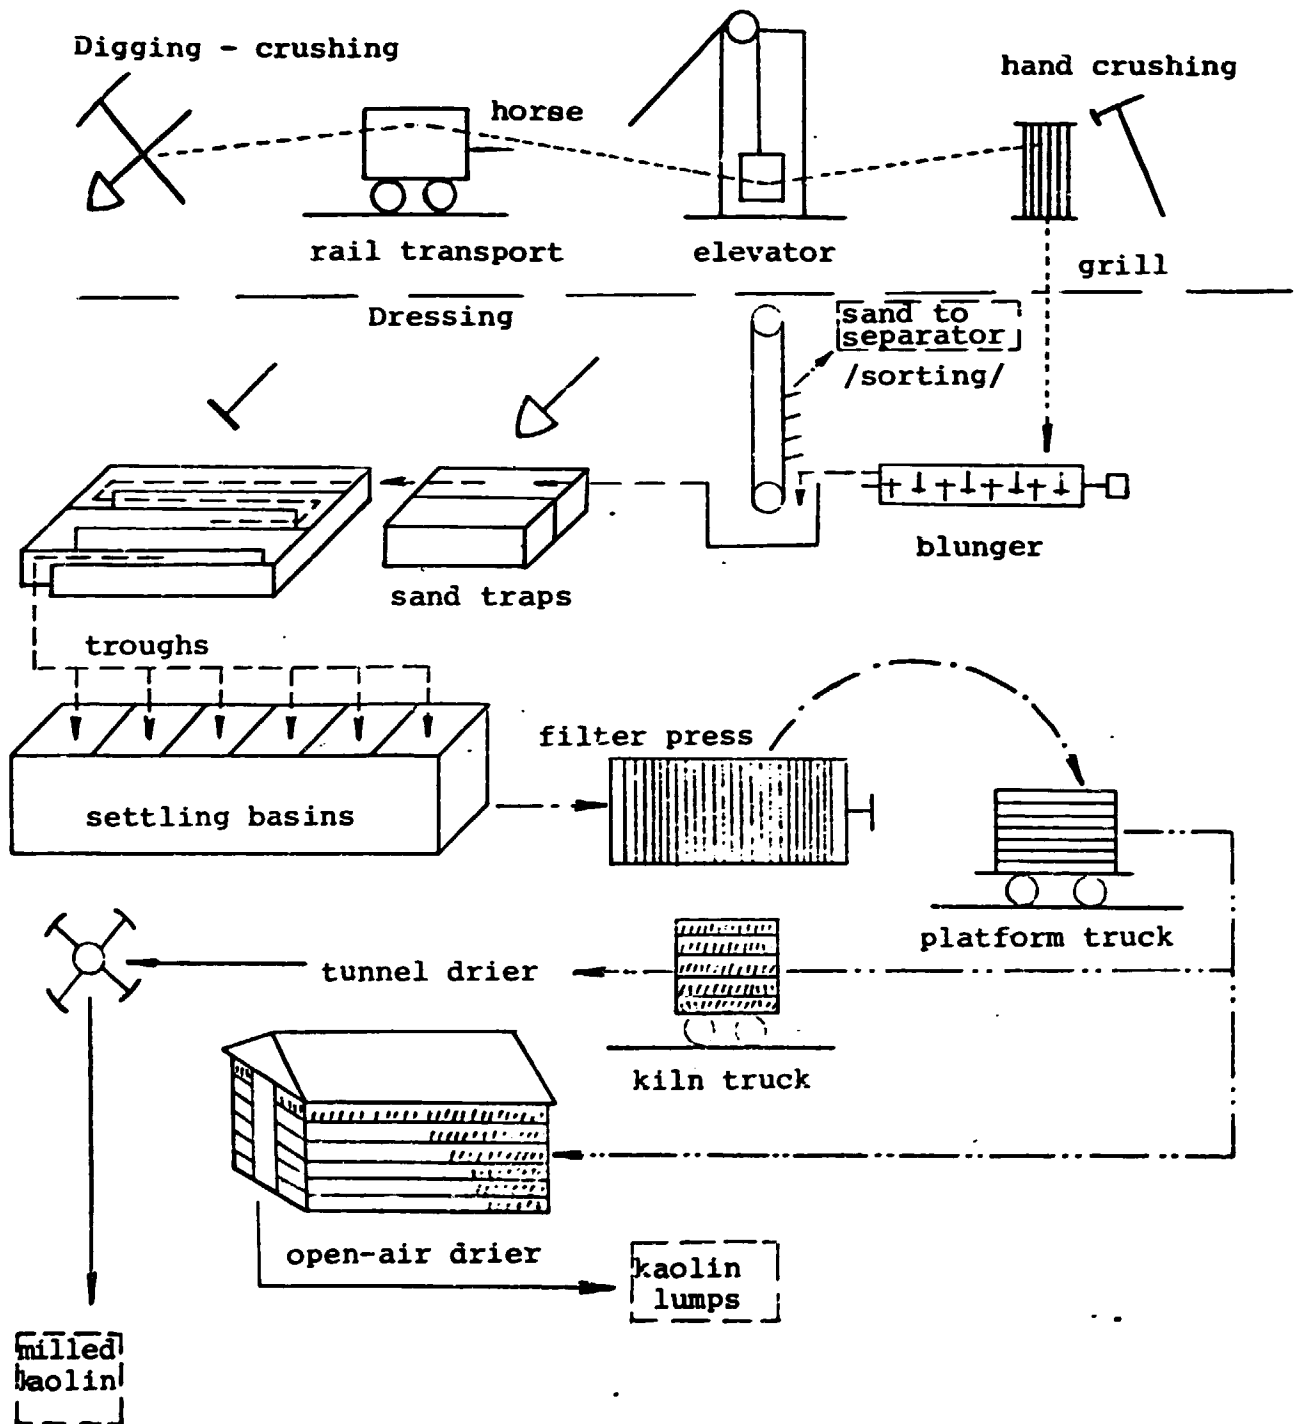 Digging - crushing
hand crushing
horse
rail transport
elevator
grill
Dressing
sand to
separator
/sorting/
blunger
sand traps
troughs
filter press
settling basins
platform truck
tunnel drier
kiln truck
open-air drier
kaolin
lumps
milled
kaolin